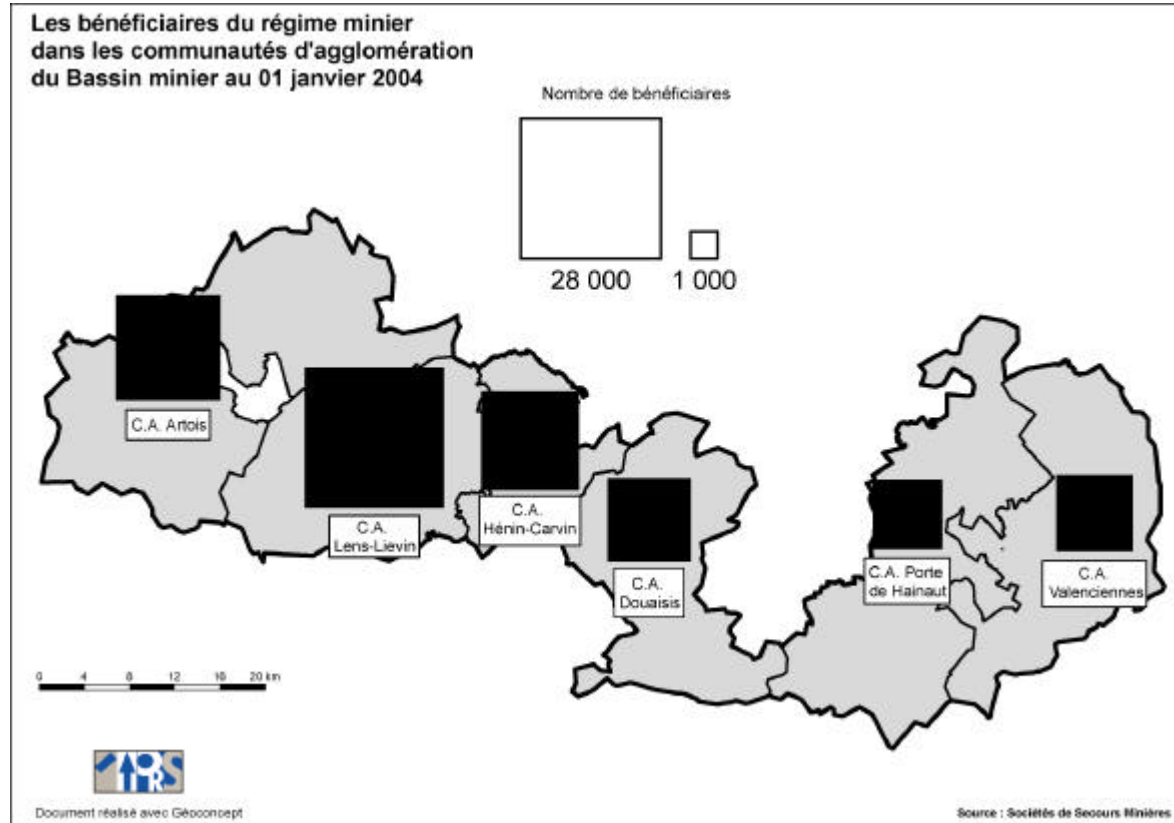 Les bénéficiaires du régime minier
dans les communautés d'agglomération
du Bassin minier au 01 janvier 2004
Nombre de bénéficiaires
28 000
1 000
C.A. Artois
C.A.
Lens-Lievin
C.A.
Hénin-Carvin
C.A.
Douaisis
C.A. Porte
de Hainaut
C.A.
Valenciennes
0 4 8 12 16 20 km
Document réalisé avec Géoconcept
Source : Sociétés de Secours Minières